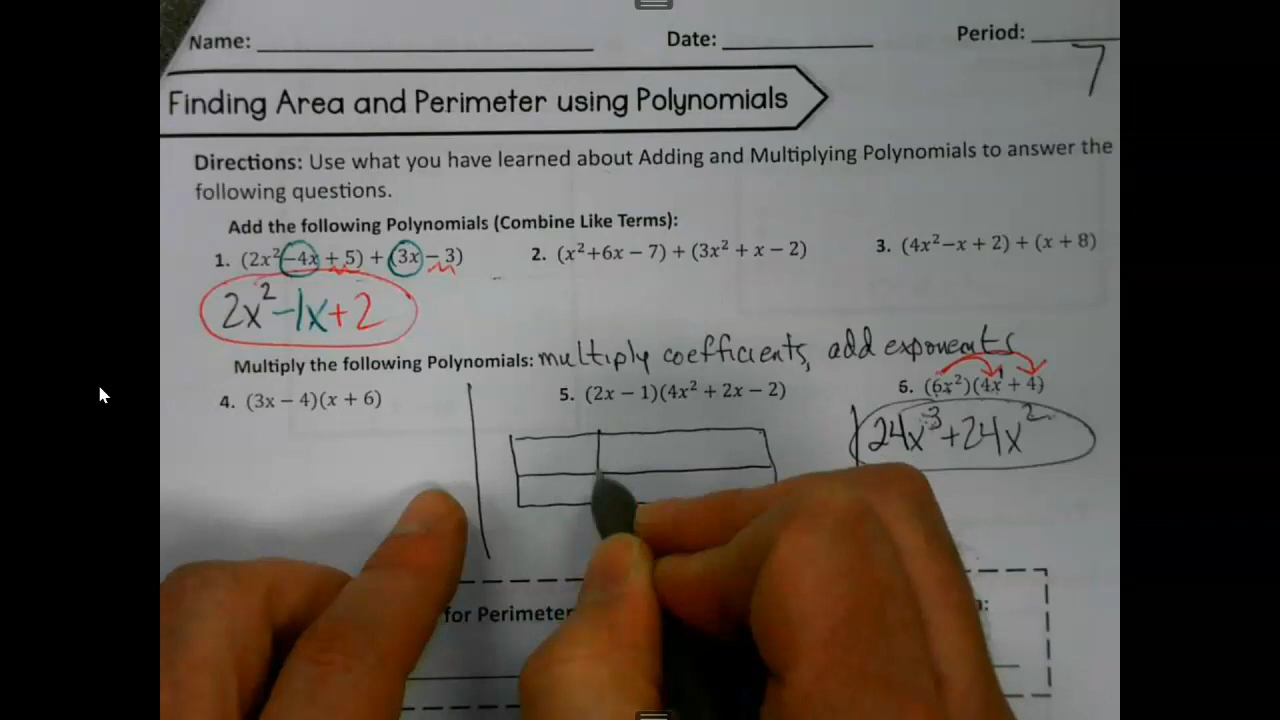 Name: Date: Period:
7
Finding Area and Perimeter using Polynomials
Directions: Use what you have learned about Adding and Multiplying Polynomials to answer the
following questions.
Add the following Polynomials (Combine Like Terms):
1. (2x²−4x + 5) + (3x − 3) 2. (x²+6x − 7) + (3x² + x − 2) 3. (4x²−x + 2) + (x + 8)
2x²-1x+2
Multiply the following Polynomials: multiply coefficients, add exponents
4. (3x − 4)(x + 6) 5. (2x − 1)(4x² + 2x − 2) 6. (6x²)(4x¹ + 4)
24x³+24x²
for Perimeter